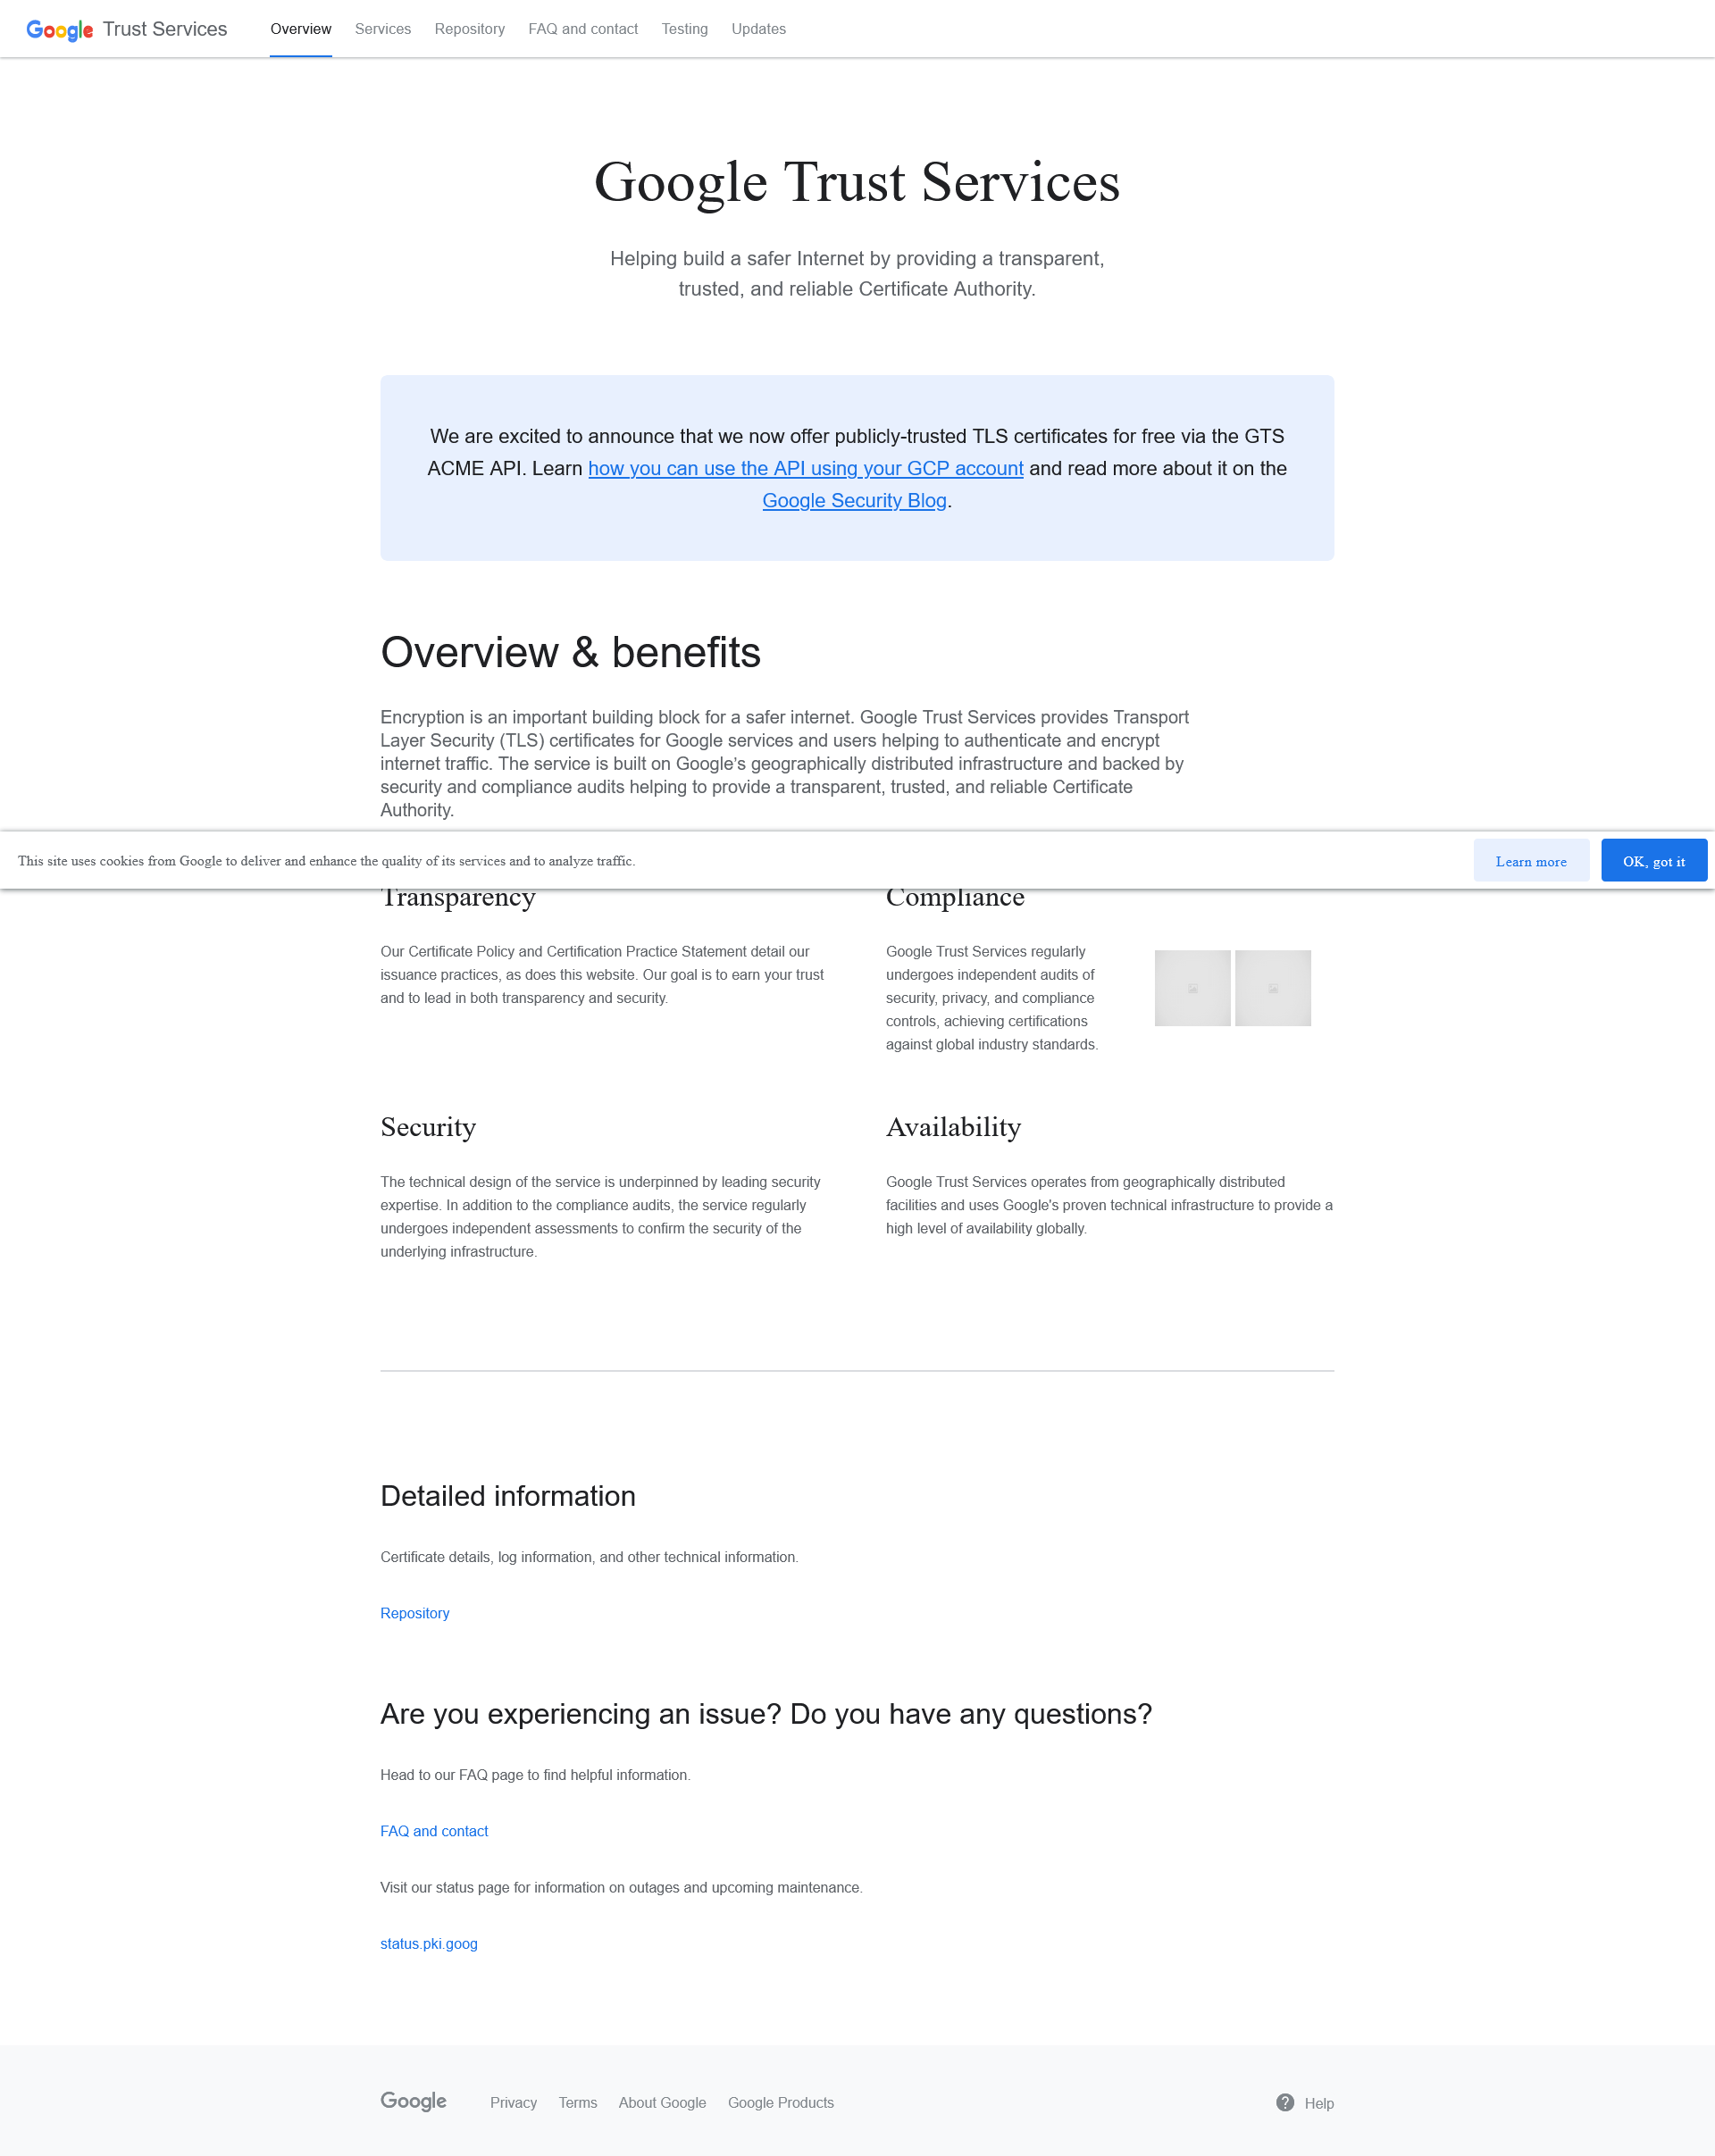 Google Trust Services
Overview
Services
Repository
FAQ and contact
Testing
Updates
Google Trust Services
Helping build a safer Internet by providing a transparent,
trusted, and reliable Certificate Authority.
We are excited to announce that we now offer publicly-trusted TLS certificates for free via the GTS
ACME API. Learn how you can use the API using your GCP account and read more about it on the
Google Security Blog.
Overview & benefits
Encryption is an important building block for a safer internet. Google Trust Services provides Transport
Layer Security (TLS) certificates for Google services and users helping to authenticate and encrypt
internet traffic. The service is built on Google’s geographically distributed infrastructure and backed by
security and compliance audits helping to provide a transparent, trusted, and reliable Certificate
Authority.
This site uses cookies from Google to deliver and enhance the quality of its services and to analyze traffic.
Learn more
OK, got it
Transparency
Our Certificate Policy and Certification Practice Statement detail our
issuance practices, as does this website. Our goal is to earn your trust
and to lead in both transparency and security.
Compliance
Google Trust Services regularly
undergoes independent audits of
security, privacy, and compliance
controls, achieving certifications
against global industry standards.
Security
The technical design of the service is underpinned by leading security
expertise. In addition to the compliance audits, the service regularly
undergoes independent assessments to confirm the security of the
underlying infrastructure.
Availability
Google Trust Services operates from geographically distributed
facilities and uses Google's proven technical infrastructure to provide a
high level of availability globally.
Detailed information
Certificate details, log information, and other technical information.
Repository
Are you experiencing an issue? Do you have any questions?
Head to our FAQ page to find helpful information.
FAQ and contact
Visit our status page for information on outages and upcoming maintenance.
status.pki.goog
Google
Privacy
Terms
About Google
Google Products
Help